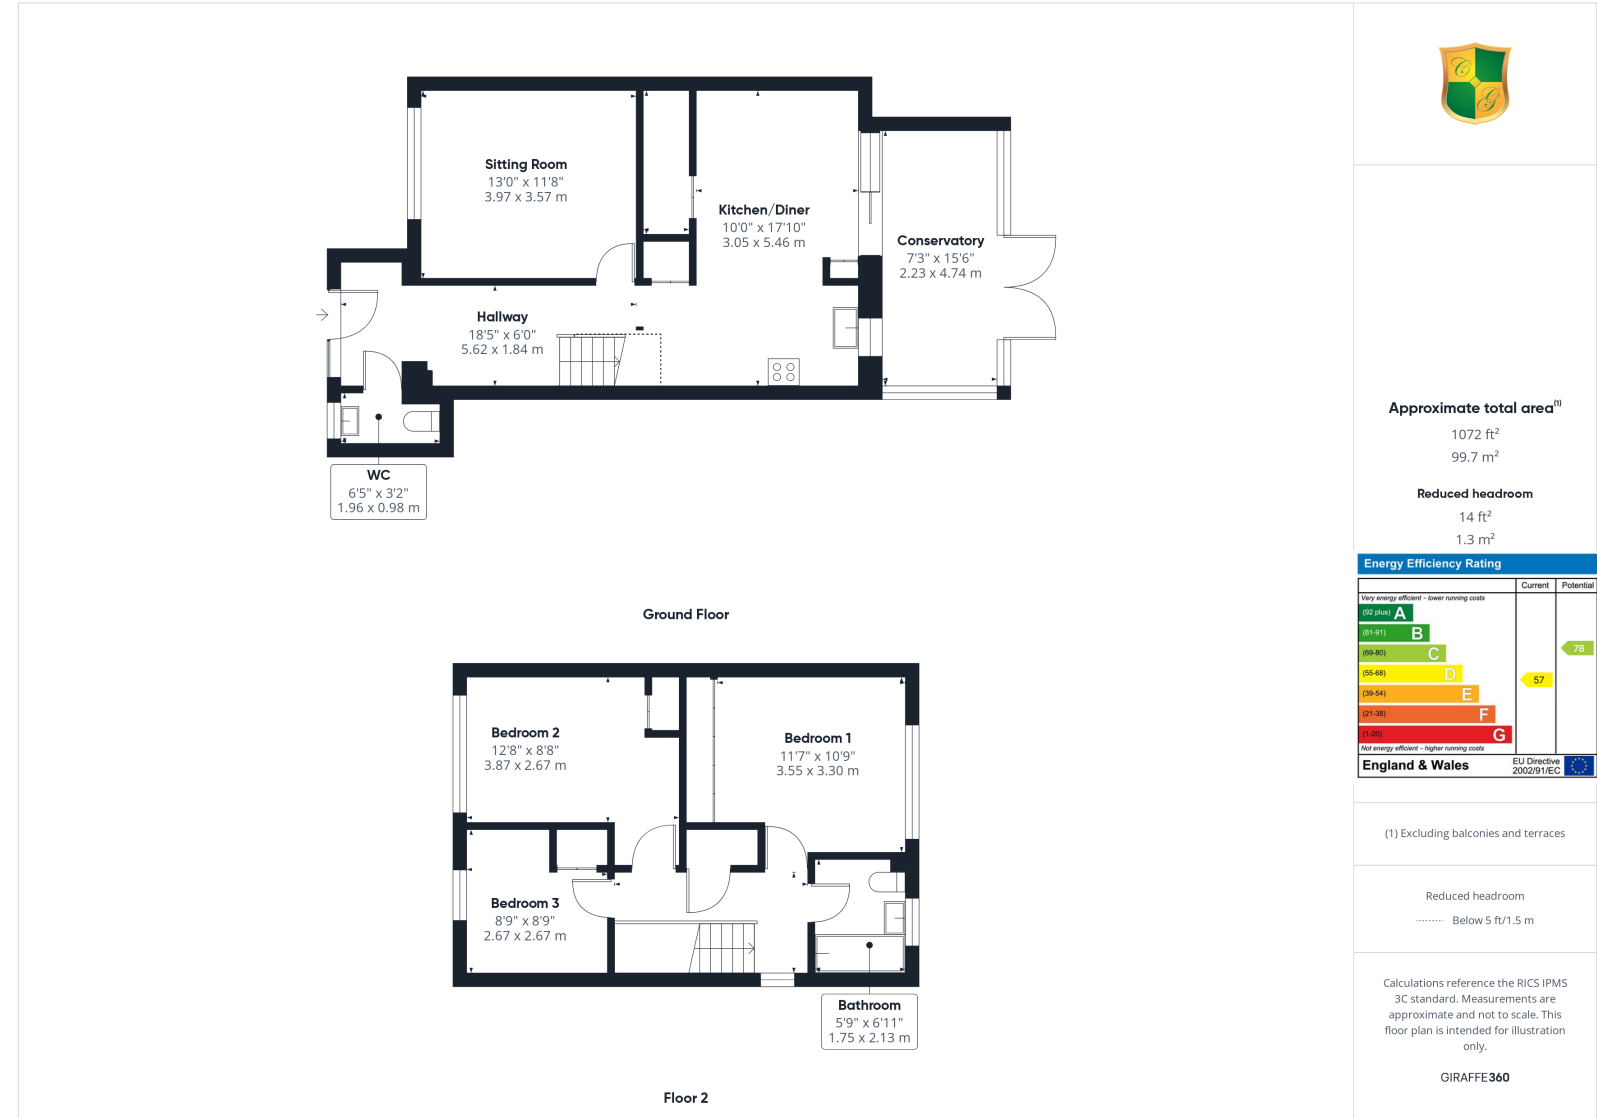 Sitting Room
13'0" x 11'8"
3.97 x 3.57 m
Kitchen/Diner
10'0" x 17'10"
3.05 x 5.46 m
Conservatory
7'3" x 15'6"
2.23 x 4.74 m
Hallway
18'5" x 6'0"
5.62 x 1.84 m
WC
6'5" x 3'2"
1.96 x 0.98 m
Ground Floor
Bedroom 2
12'8" x 8'8"
3.87 x 2.67 m
Bedroom 1
11'7" x 10'9"
3.55 x 3.30 m
Bedroom 3
8'9" x 8'9"
2.67 x 2.67 m
Bathroom
5'9" x 6'11"
1.75 x 2.13 m
Floor 2
C G
Approximate total area(1)
1072 ft²
99.7 m²
Reduced headroom
14 ft²
1.3 m²
Energy Efficiency Rating
Current Potential
Very energy efficient – lower running costs
(92 plus) A
(81-91) B
(69-80) C
78
(55-68) D
57
(39-54) E
(21-38) F
(1-20) G
Not energy efficient – higher running costs
England & Wales
EU Directive
2002/91/EC
(1) Excluding balconies and terraces
Reduced headroom
Below 5 ft/1.5 m
Calculations reference the RICS IPMS
3C standard. Measurements are
approximate and not to scale. This
floor plan is intended for illustration
only.
GIRAFFE360